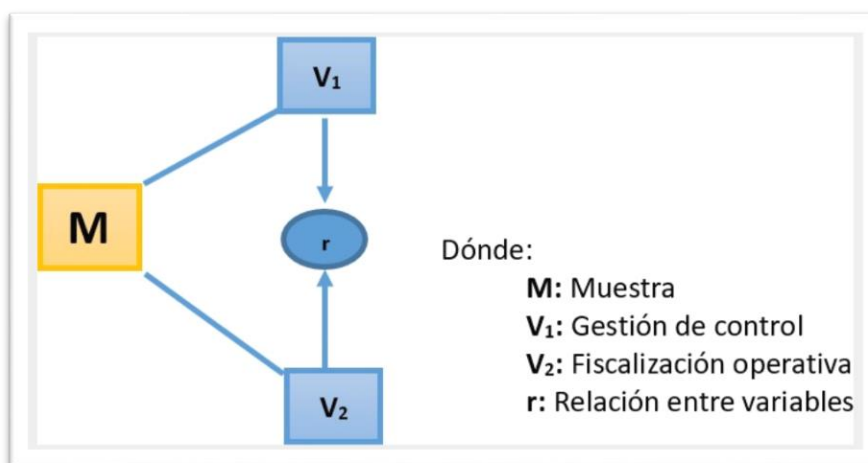 V₁
M
r
V₂
Dónde:
M: Muestra
V₁: Gestión de control
V₂: Fiscalización operativa
r: Relación entre variables